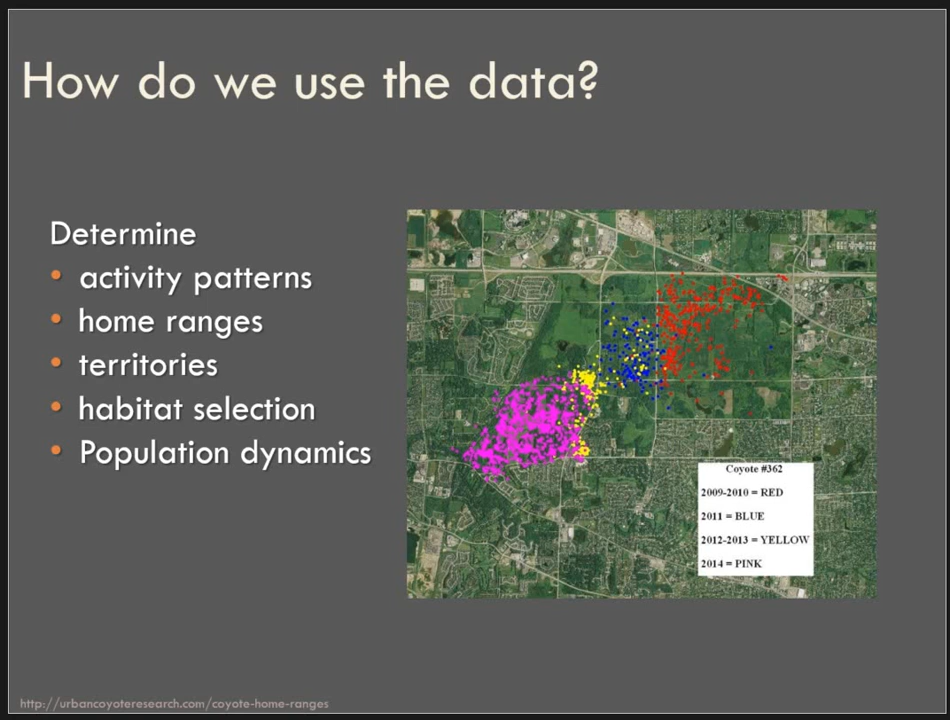 How do we use the data?
Determine
• activity patterns
• home ranges
• territories
• habitat selection
• Population dynamics
Coyote #362
2009-2010 = RED
2011 = BLUE
2012-2013 = YELLOW
2014 = PINK
http://urbancoyoteresearch.com/coyote-home-ranges